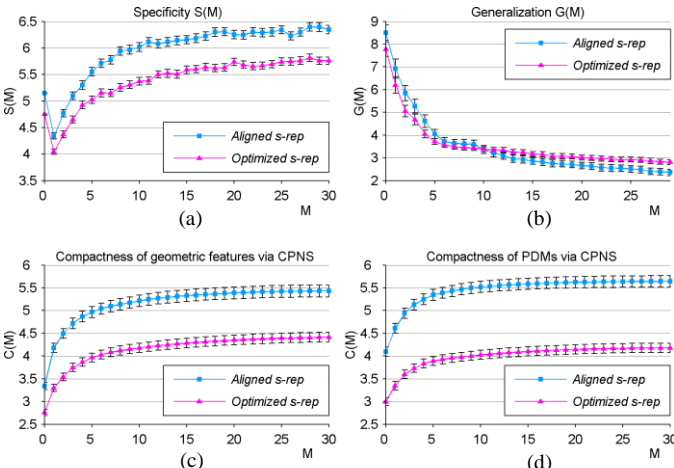 Specificity S(M)
6.5
6
5.5
5
4.5
4
3.5
S(M)
0 5 10 15 20 25 30
M
Aligned s-rep
Optimized s-rep
(a)
Generalization G(M)
9
8
7
6
5
4
3
2
G(M)
0 5 10 15 20 25
M
Aligned s-rep
Optimized s-rep
(b)
Compactness of geometric features via CPNS
6
5.5
5
4.5
4
3.5
3
2.5
C(M)
0 5 10 15 20 25 30
M
Aligned s-rep
Optimized s-rep
(c)
Compactness of PDMs via CPNS
6
5.5
5
4.5
4
3.5
3
2.5
C(M)
0 5 10 15 20 25 30
M
Aligned s-rep
Optimized s-rep
(d)